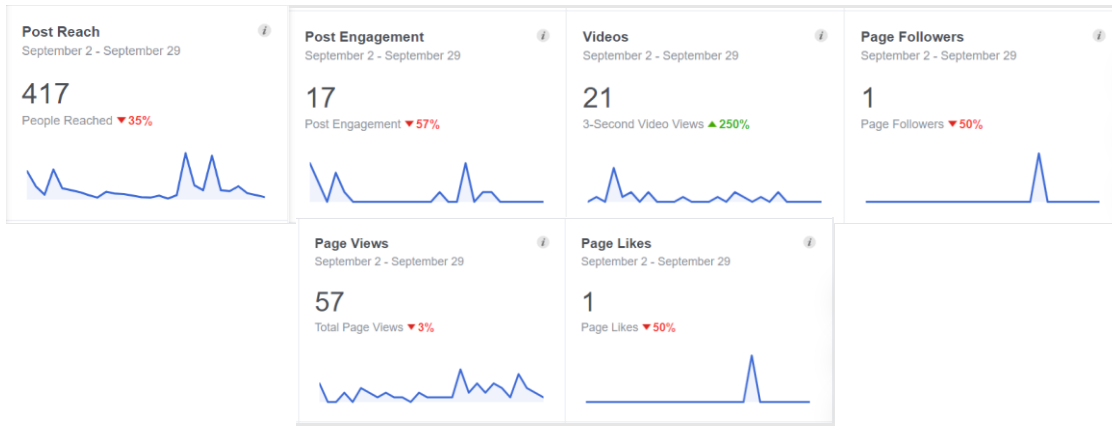 Post Reach
September 2 - September 29
417
People Reached ▼35%
Post Engagement
September 2 - September 29
17
Post Engagement ▼57%
Videos
September 2 - September 29
21
3-Second Video Views ▲250%
Page Followers
September 2 - September 29
1
Page Followers ▼50%
Page Views
September 2 - September 29
57
Total Page Views ▼3%
Page Likes
September 2 - September 29
1
Page Likes ▼50%